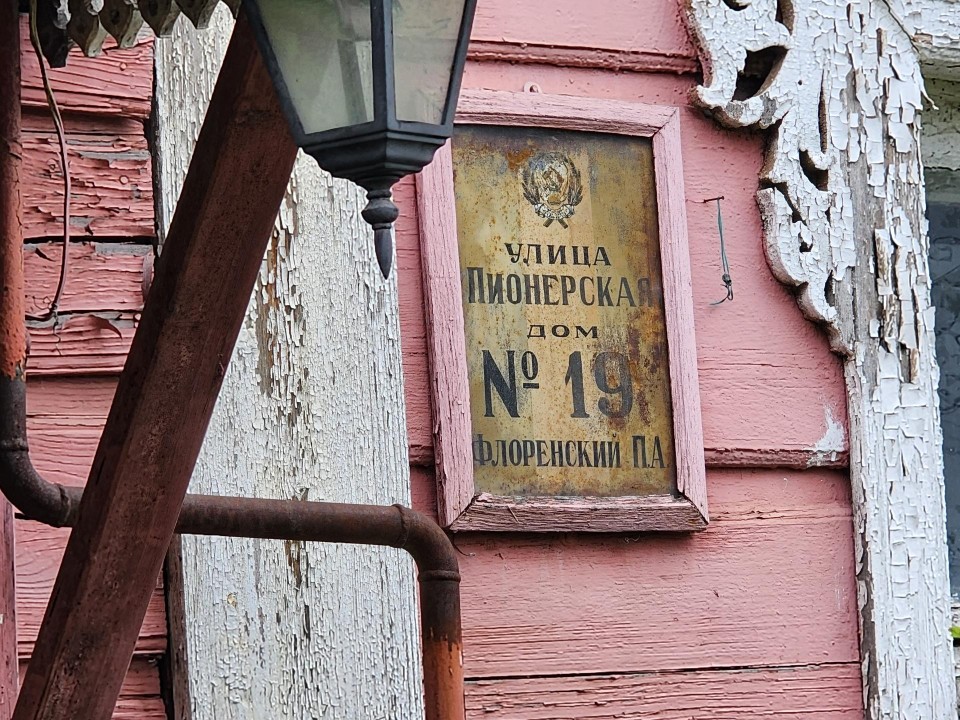 УЛИЦА
ПИОНЕРСКАЯ
ДОМ
№ 19
ФЛОРЕНСКИЙ П.А